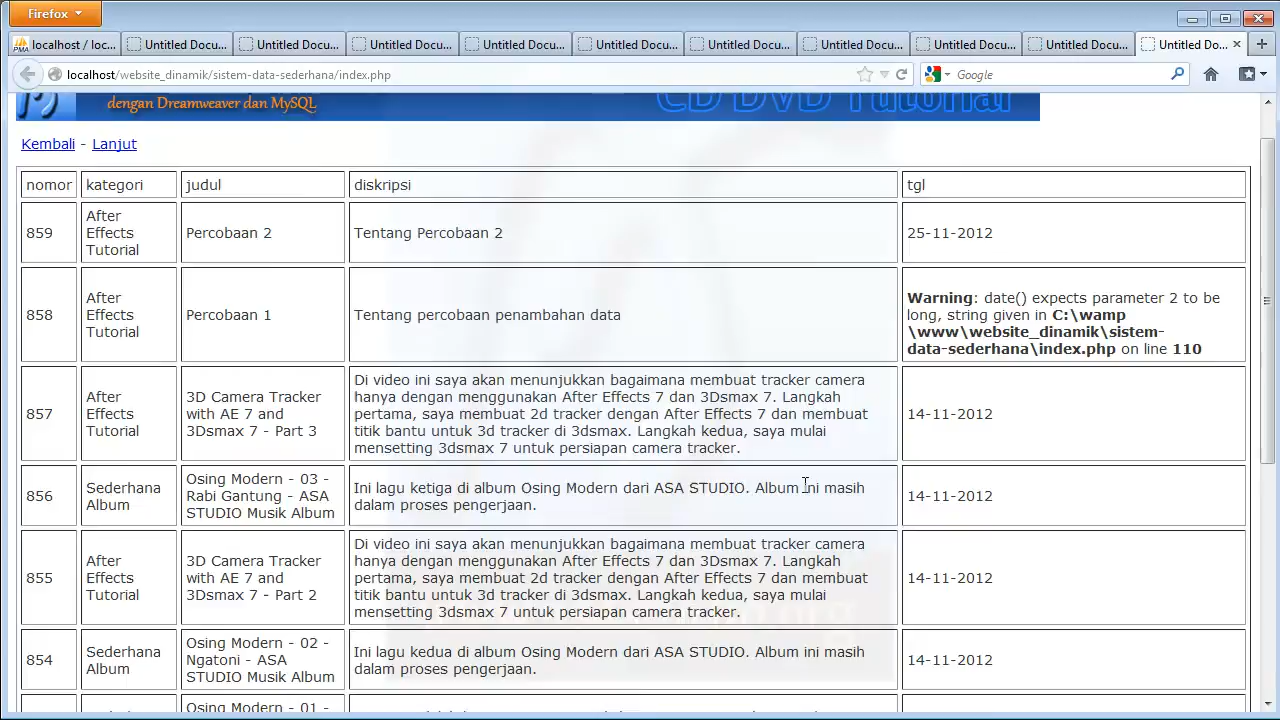 Firefox
localhost / loc...
Untitled Docu...
Untitled Docu...
Untitled Docu...
Untitled Docu...
Untitled Docu...
Untitled Docu...
Untitled Docu...
Untitled Docu...
Untitled Docu...
Untitled Do...
localhost/website_dinamik/sistem-data-sederhana/index.php
Google
dengan Dreamweaver dan MySQL
CD DVD Tutorial
Kembali - Lanjut
nomor kategori judul diskripsi tgl
859
After
Effects
Tutorial
Percobaan 2
Tentang Percobaan 2
25-11-2012
858
After
Effects
Tutorial
Percobaan 1
Tentang percobaan penambahan data
Warning: date() expects parameter 2 to be
long, string given in C:\wamp
\www\website_dinamik\sistem-
data-sederhana\index.php on line 110
857
After
Effects
Tutorial
3D Camera Tracker
with AE 7 and
3Dsmax 7 - Part 3
Di video ini saya akan menunjukkan bagaimana membuat tracker camera
hanya dengan menggunakan After Effects 7 dan 3Dsmax 7. Langkah
pertama, saya membuat 2d tracker dengan After Effects 7 dan membuat
titik bantu untuk 3d tracker di 3dsmax. Langkah kedua, saya mulai
mensetting 3dsmax 7 untuk persiapan camera tracker.
14-11-2012
856
Sederhana
Album
Osing Modern - 03 -
Rabi Gantung - ASA
STUDIO Musik Album
Ini lagu ketiga di album Osing Modern dari ASA STUDIO. Album ini masih
dalam proses pengerjaan.
14-11-2012
855
After
Effects
Tutorial
3D Camera Tracker
with AE 7 and
3Dsmax 7 - Part 2
Di video ini saya akan menunjukkan bagaimana membuat tracker camera
hanya dengan menggunakan After Effects 7 dan 3Dsmax 7. Langkah
pertama, saya membuat 2d tracker dengan After Effects 7 dan membuat
titik bantu untuk 3d tracker di 3dsmax. Langkah kedua, saya mulai
mensetting 3dsmax 7 untuk persiapan camera tracker.
14-11-2012
854
Sederhana
Album
Osing Modern - 02 -
Ngatoni - ASA
STUDIO Musik Album
Ini lagu kedua di album Osing Modern dari ASA STUDIO. Album ini masih
dalam proses pengerjaan.
14-11-2012
Osing Modern - 01 -